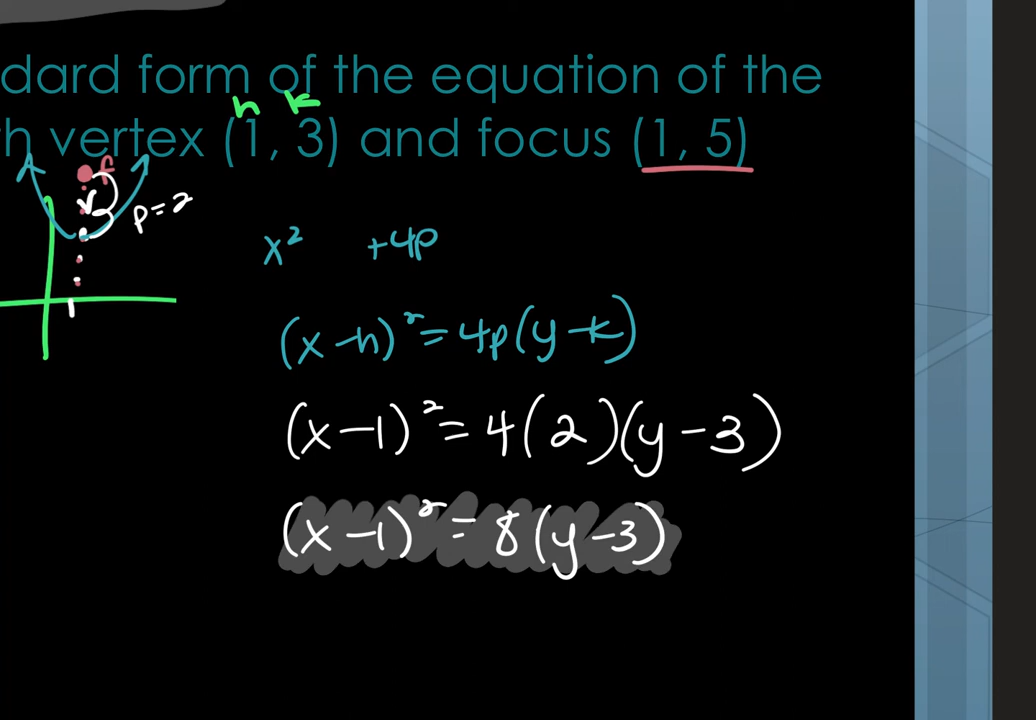 dard form of the equation of the
h k
th vertex (1, 3) and focus (1, 5)
f
v
p=2
x² +4p
1
(x-h)²=4p(y-k)
(x-1)²=4(2)(y-3)
(x-1)²=8(y-3)